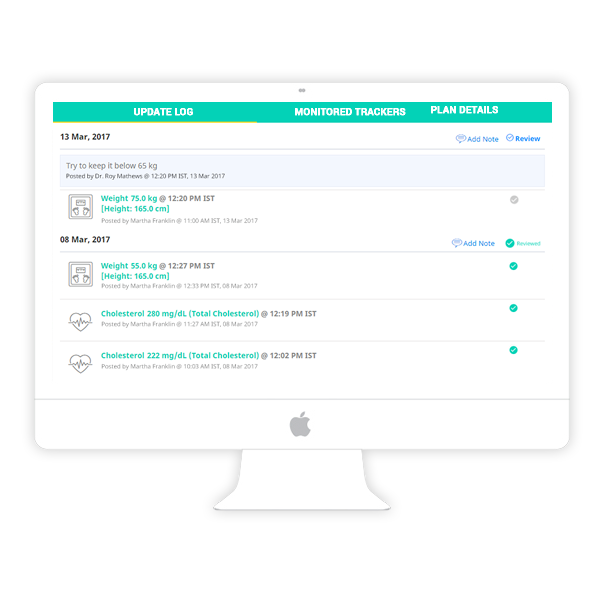 UPDATE LOG MONITORED TRACKERS PLAN DETAILS
13 Mar, 2017 Add Note Review
Try to keep it below 65 kg
Posted by Dr. Roy Mathews @ 12:20 PM IST, 13 Mar 2017
Weight 75.0 kg @ 12:20 PM IST
[Height: 165.0 cm]
Posted by Martha Franklin @ 11:00 AM IST, 13 Mar 2017
08 Mar, 2017 Add Note Reviewed
Weight 55.0 kg @ 12:27 PM IST
[Height: 165.0 cm]
Posted by Martha Franklin @ 12:33 PM IST, 08 Mar 2017
Cholesterol 280 mg/dL (Total Cholesterol) @ 12:19 PM IST
Posted by Martha Franklin @ 11:27 AM IST, 08 Mar 2017
Cholesterol 222 mg/dL (Total Cholesterol) @ 12:02 PM IST
Posted by Martha Franklin @ 10:03 AM IST, 08 Mar 2017